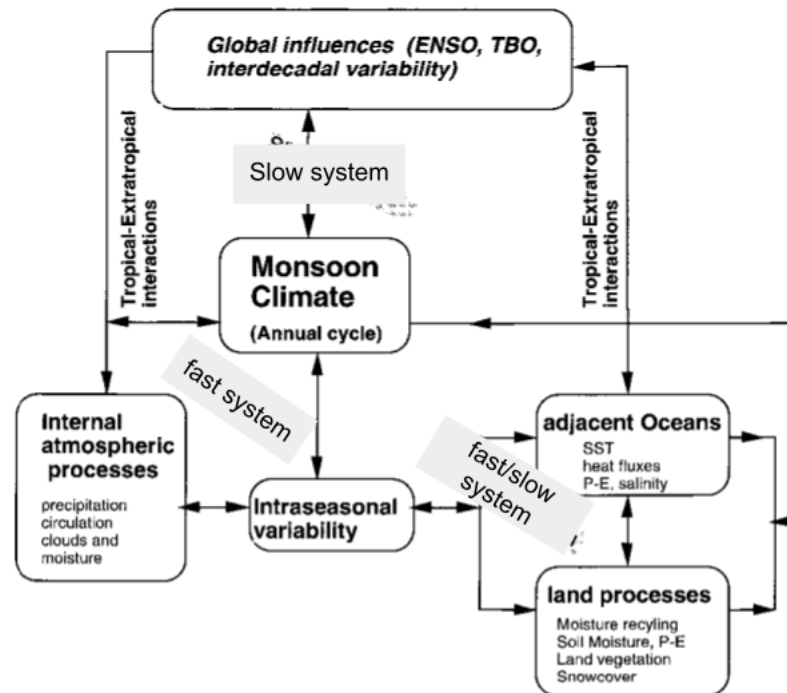 Global influences (ENSO, TBO,
interdecadal variability)
Tropical-Extratropical
interactions
Slow system
Tropical-Extratropical
interactions
Monsoon
Climate
(Annual cycle)
fast system
Internal
atmospheric
processes
precipitation
circulation
clouds and
moisture
Intraseasonal
variability
fast/slow
system
adjacent Oceans
SST
heat fluxes
P-E, salinity
land processes
Moisture recyling
Soil Moisture, P-E
Land vegetation
Snowcover